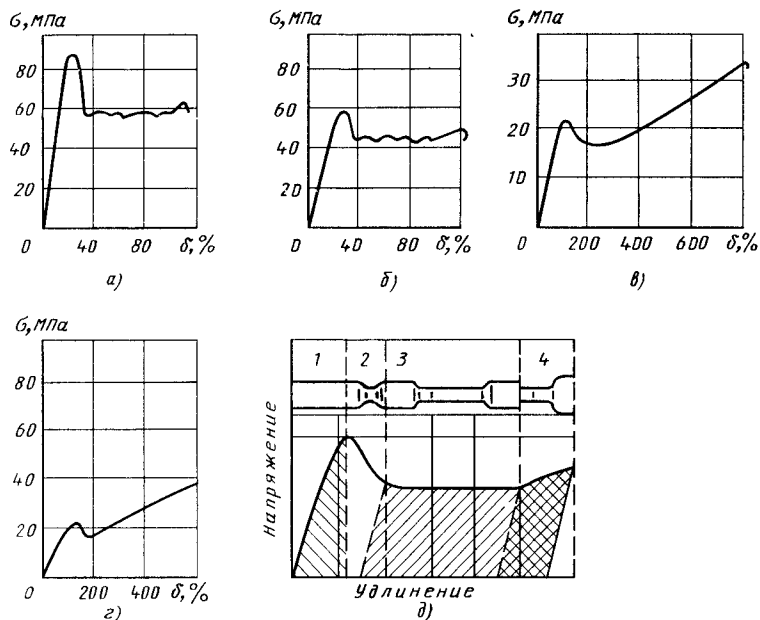 б, МПа
80
60
40
20
0
40
80
δ, %
а)
б, МПа
80
60
40
20
0
40
80
δ, %
б)
б, МПа
30
20
10
0
200
400
600
δ, %
в)
б, МПа
80
60
40
20
0
200
400
δ, %
г)
1 2 3 4
Напряжение
Удлинение
д)